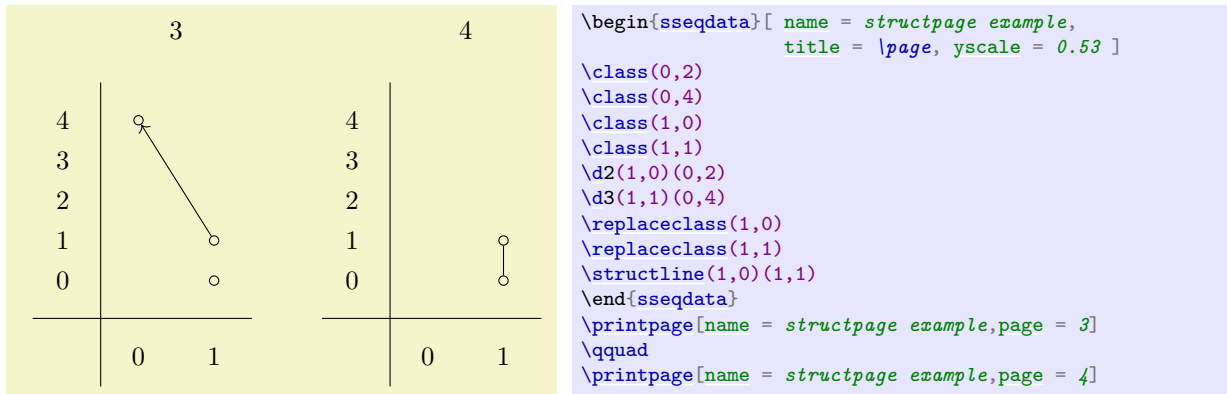 3 4
4 4
3 3
2 2
1 1
0 0
0 1 0 1
\begin{sseqdata}[ name = structpage example,
title = \page, yscale = 0.53 ]
\class(0,2)
\class(0,4)
\class(1,0)
\class(1,1)
\d2(1,0)(0,2)
\d3(1,1)(0,4)
\replaceclass(1,0)
\replaceclass(1,1)
\structline(1,0)(1,1)
\end{sseqdata}
\printpage[name = structpage example,page = 3]
\qquad
\printpage[name = structpage example,page = 4]